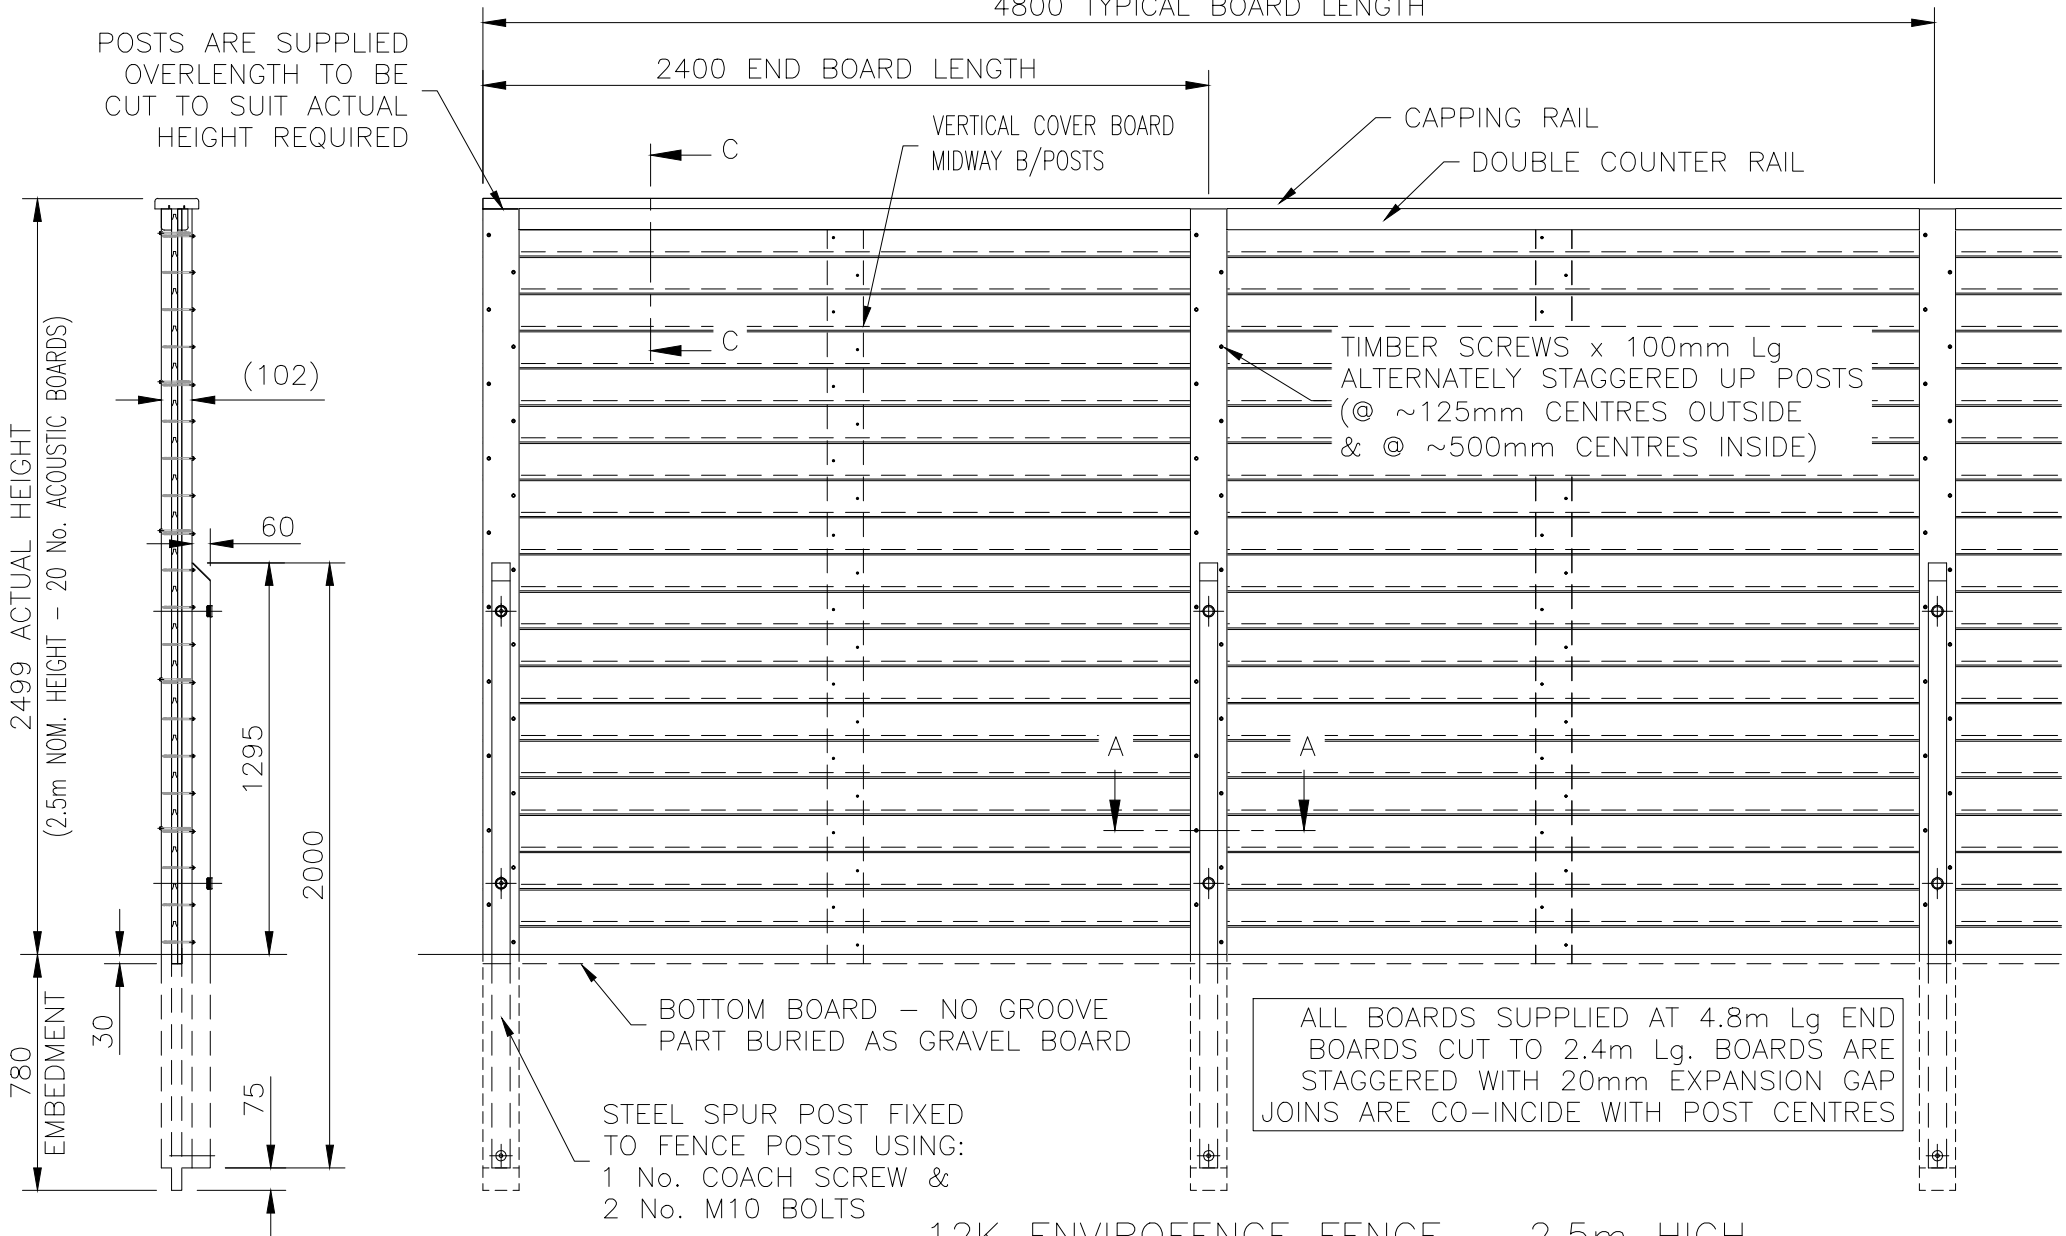 4800 TYPICAL BOARD LENGTH
POSTS ARE SUPPLIED
OVERLENGTH TO BE
CUT TO SUIT ACTUAL
HEIGHT REQUIRED
2400 END BOARD LENGTH
VERTICAL COVER BOARD
MIDWAY B/POSTS
CAPPING RAIL
DOUBLE COUNTER RAIL
C
C
TIMBER SCREWS x 100mm Lg
ALTERNATELY STAGGERED UP POSTS
(@ ~125mm CENTRES OUTSIDE
& @ ~500mm CENTRES INSIDE)
2499 ACTUAL HEIGHT
(2.5m NOM. HEIGHT - 20 No. ACOUSTIC BOARDS)
(102)
60
1295
2000
A
A
780
EMBEDMENT
30
75
BOTTOM BOARD - NO GROOVE
PART BURIED AS GRAVEL BOARD
STEEL SPUR POST FIXED
TO FENCE POSTS USING:
1 No. COACH SCREW &
2 No. M10 BOLTS
ALL BOARDS SUPPLIED AT 4.8m Lg END
BOARDS CUT TO 2.4m Lg. BOARDS ARE
STAGGERED WITH 20mm EXPANSION GAP
JOINS ARE CO-INCIDE WITH POST CENTRES
12K ENVIROFENCE FENCE 2.5m HIGH